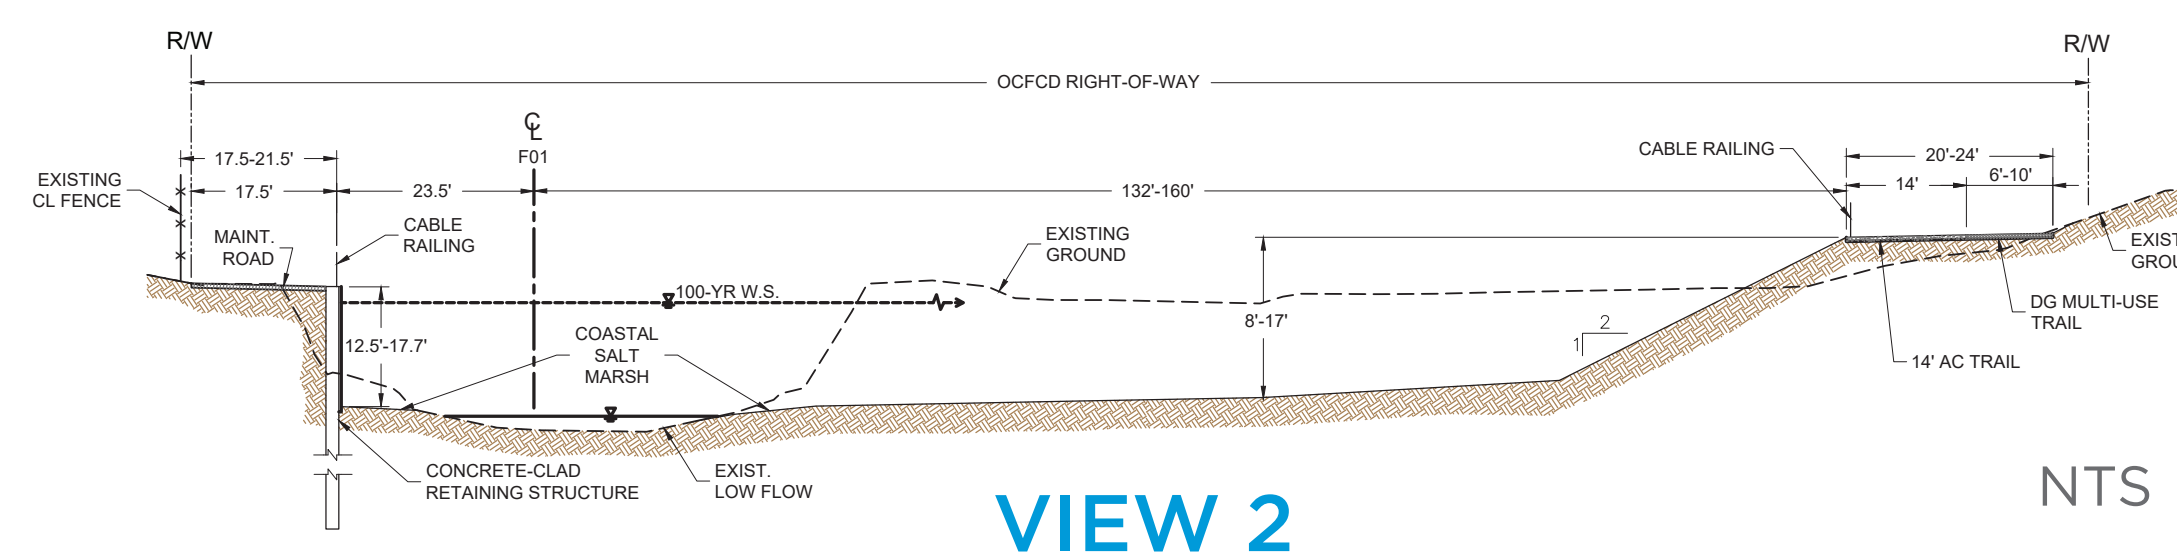 R/W
R/W
OCFCD RIGHT-OF-WAY
℄
F01
17.5-21.5'
CABLE RAILING
20'-24'
EXISTING
CL FENCE
17.5'
23.5'
132'-160'
14'
6'-10'
MAINT.
ROAD
CABLE
RAILING
EXISTING
GROUND
EXIST
GROU
100-YR W.S.
DG MULTI-USE
TRAIL
8'-17'
2
1
12.5'-17.7'
COASTAL
SALT
MARSH
14' AC TRAIL
CONCRETE-CLAD
RETAINING STRUCTURE
EXIST.
LOW FLOW
NTS
VIEW 2